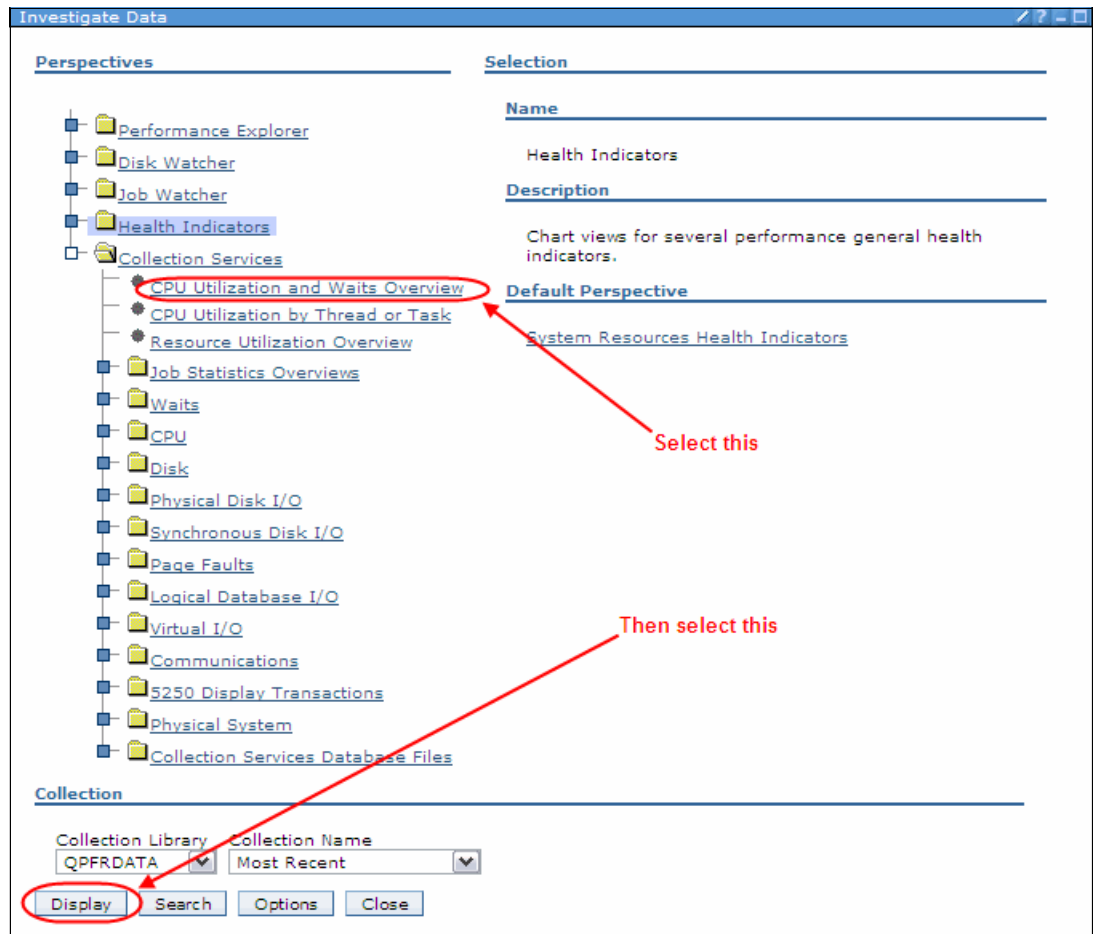 Investigate Data
Perspectives
Performance Explorer
Disk Watcher
Job Watcher
Health Indicators
Collection Services
CPU Utilization and Waits Overview
CPU Utilization by Thread or Task
Resource Utilization Overview
Job Statistics Overviews
Waits
CPU
Disk
Physical Disk I/O
Synchronous Disk I/O
Page Faults
Logical Database I/O
Virtual I/O
Communications
5250 Display Transactions
Physical System
Collection Services Database Files
Selection
Name
Health Indicators
Description
Chart views for several performance general health
indicators.
Default Perspective
System Resources Health Indicators
Select this
Then select this
Collection
Collection Library Collection Name
QPFRDATA Most Recent
Display Search Options Close